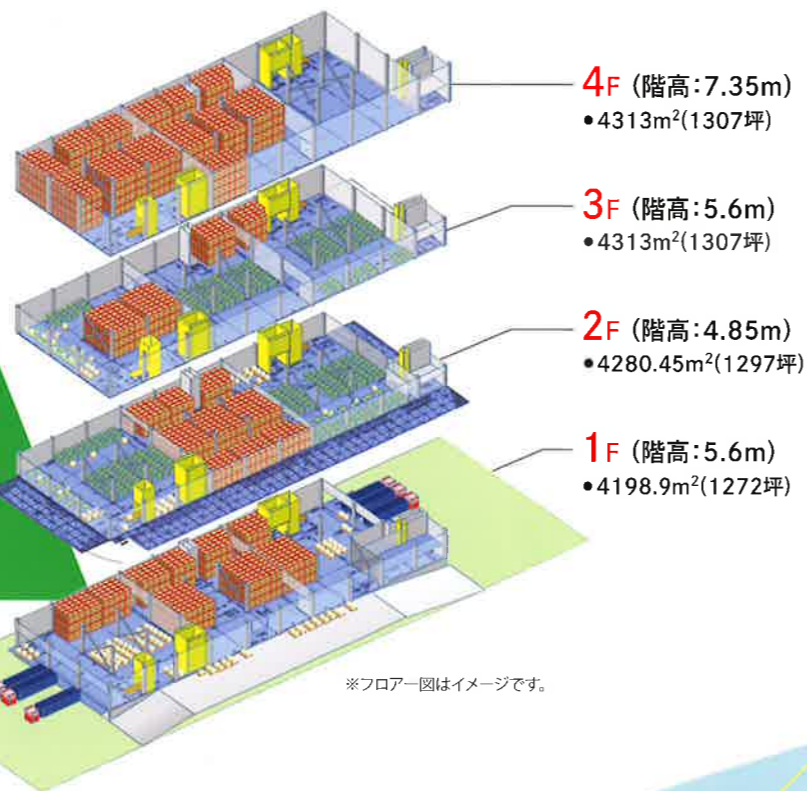 4F (階高：7.35m)
●4313m²(1307坪)
3F (階高：5.6m)
●4313m²(1307坪)
2F (階高：4.85m)
●4280.45m²(1297坪)
1F (階高：5.6m)
●4198.9m²(1272坪)
※フロアー図はイメージです。